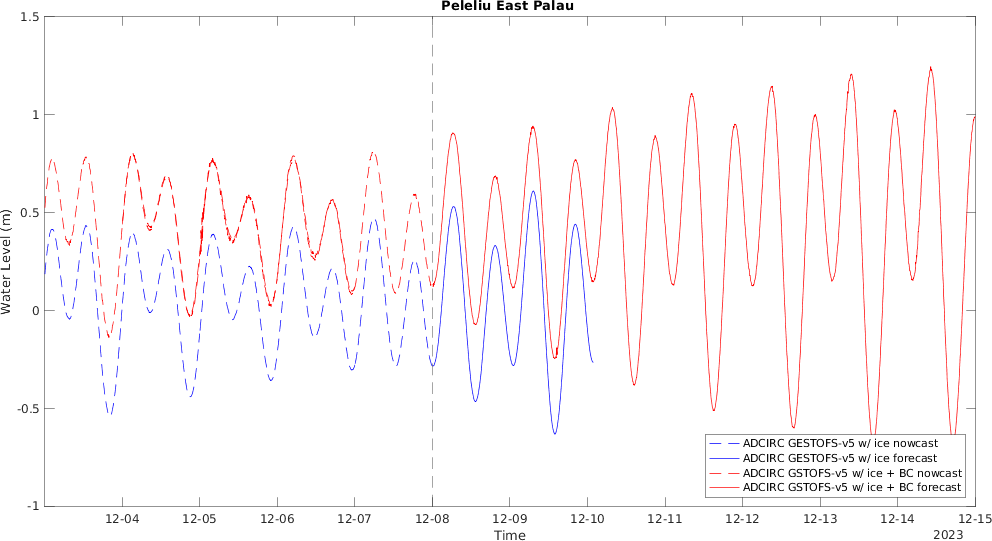 Peleliu East Palau
1.5
1
0.5
0
-0.5
-1
Water Level (m)
ADCIRC GESTOFS-v5 w/ ice nowcast
ADCIRC GESTOFS-v5 w/ ice forecast
ADCIRC GSTOFS-v5 w/ ice + BC nowcast
ADCIRC GSTOFS-v5 w/ ice + BC forecast
12-04 12-05 12-06 12-07 12-08 12-09 12-10 12-11 12-12 12-13 12-14 12-15
Time
2023